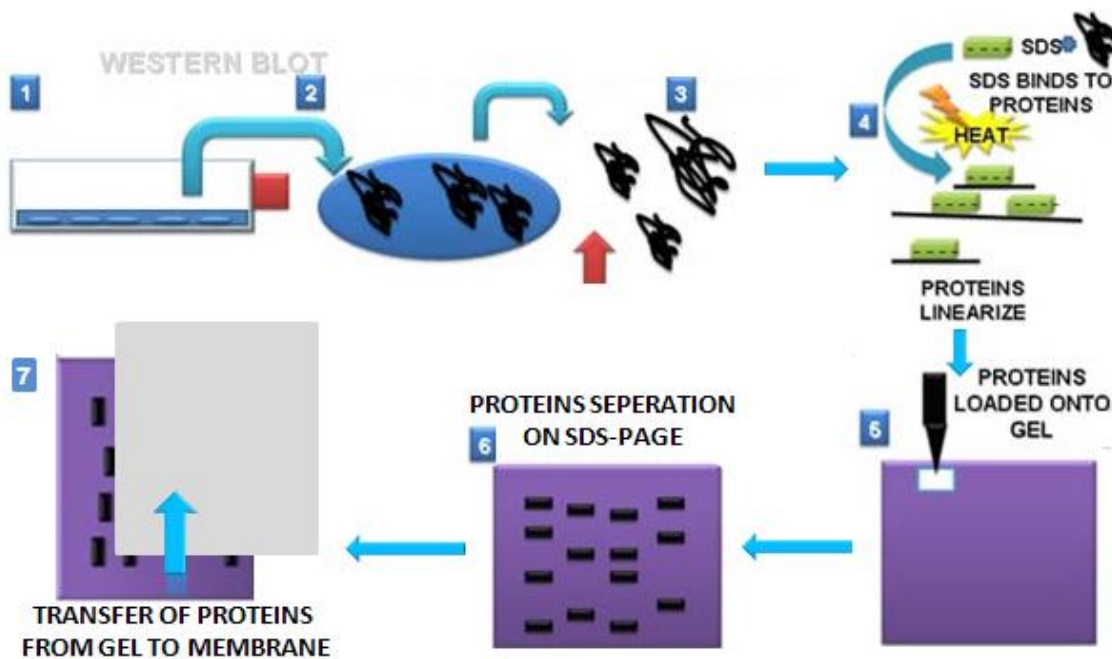 WESTERN BLOT
1
2
3
4
SDS
SDS BINDS TO
PROTEINS
HEAT
PROTEINS
LINEARIZE
5
PROTEINS
LOADED ONTO
GEL
6
PROTEINS SEPERATION
ON SDS-PAGE
7
TRANSFER OF PROTEINS
FROM GEL TO MEMBRANE